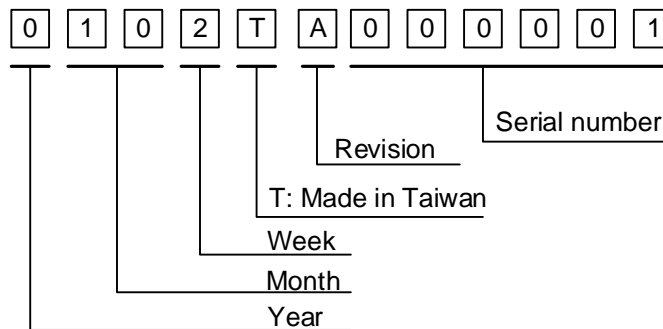 0 1 0 2 T A 0 0 0 0 0 1
Serial number
Revision
T: Made in Taiwan
Week
Month
Year